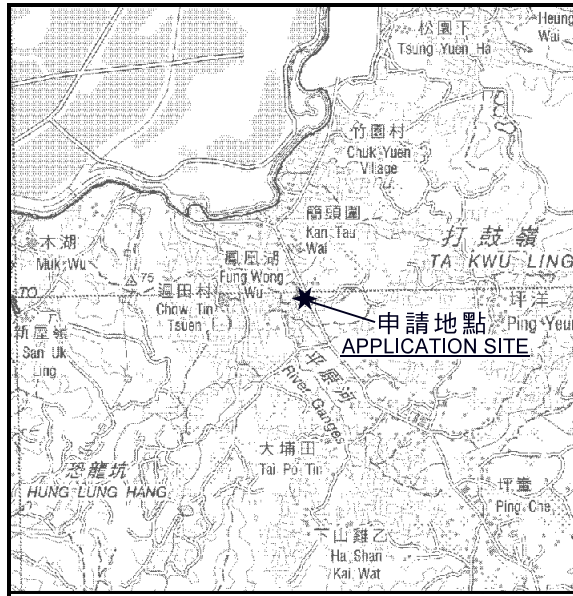 松園下
Tsung Yuen Ha
Heung
Wai
竹園村
Chuk Yuen
Village
簡頭圍
Kan Tau
Wai
打鼓嶺
TA KWU LING
木湖
Muk Wu
鳳凰湖
Fung Wong
Wu
75
週田村
Chow Tin
Tsuen
TO
坪洋
Ping Yeu
申請地點
APPLICATION SITE
新屋嶺
San Uk
Ling
平原河
River Ganges
大埔田
Tai Po Tin
恐龍坑
HUNG LUNG HANG
坪輋
Ping Che
下山雞乙
Ha Shan
Kai Wat